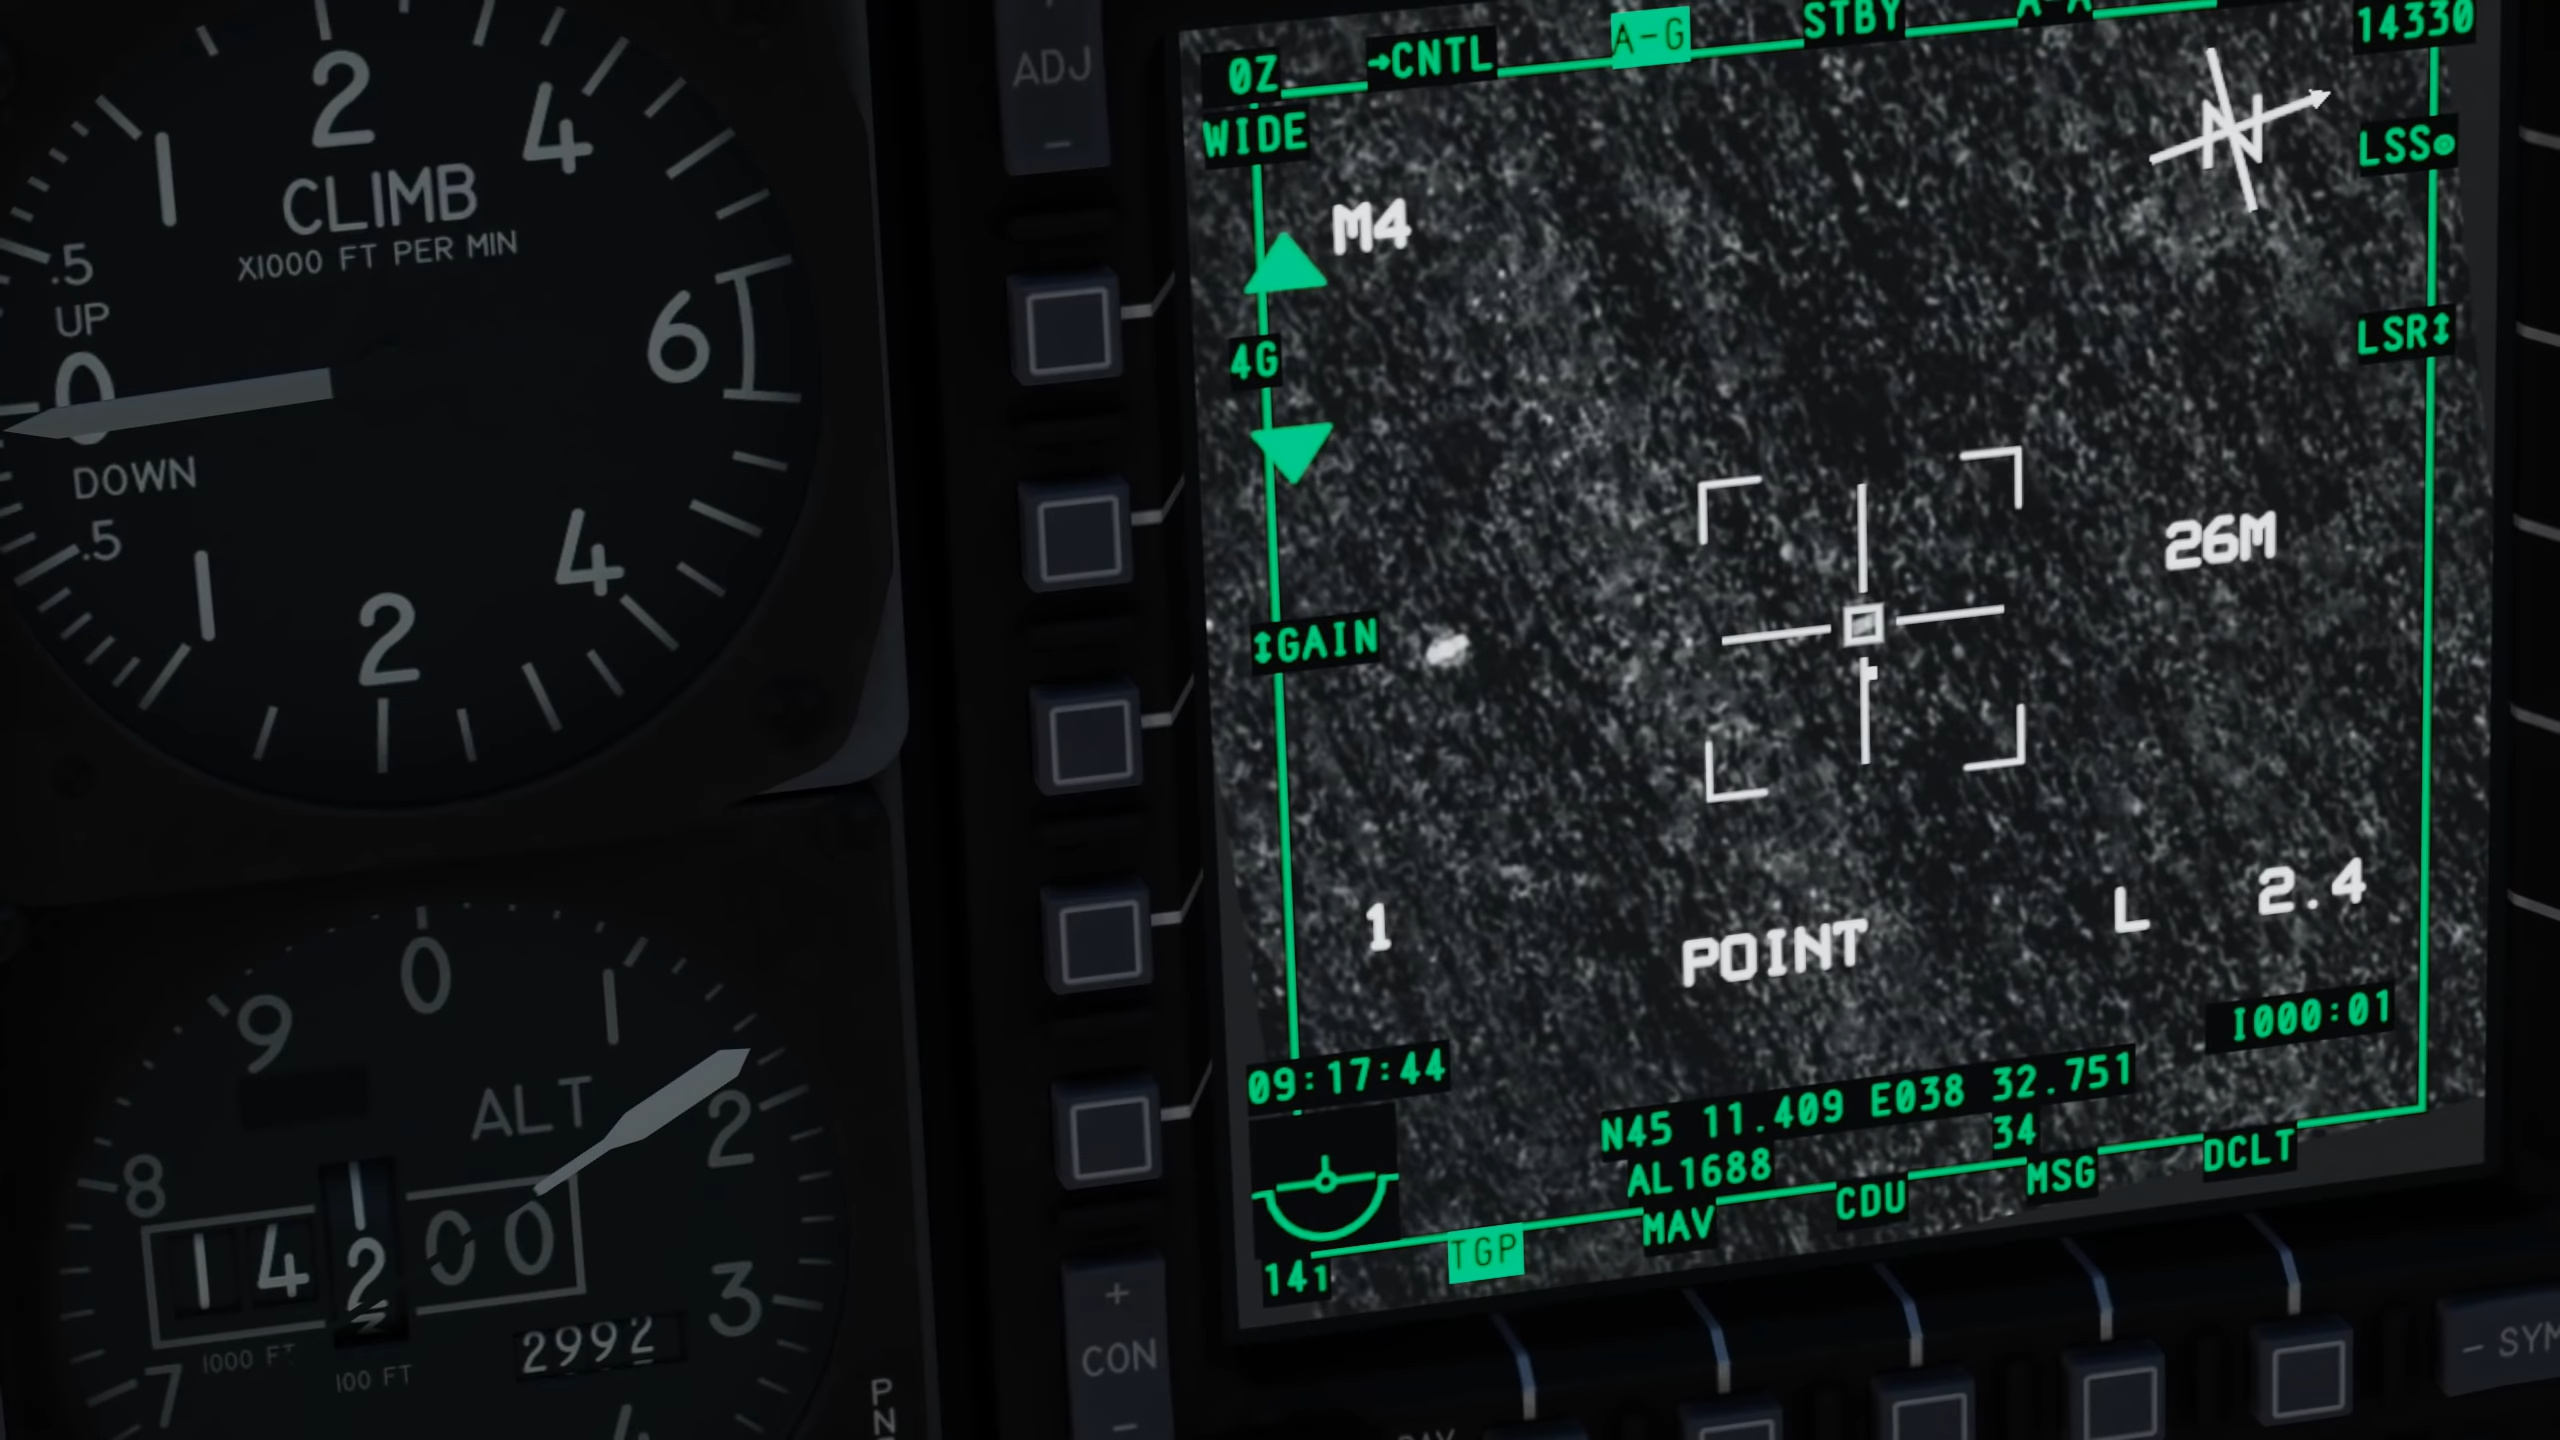 2
4
1
CLIMB
X1000 FT PER MIN
.5
UP
0
6
DOWN
.5
1
2
4
0
1
9
ALT
2
8
14 2 00
1000 FT
100 FT
2992
3
7
4
ADJ
-
+
CON
-
0Z
→CNTL
A-G
STBY
A-A
14330
WIDE
N
LSS
M4
4G
LSR↕
26M
↕GAIN
1
POINT
L
2.4
I000:01
09:17:44
N45 11.409 E038 32.751
AL1688
34
141
TGP
MAV
CDU
MSG
DCLT
- SYM